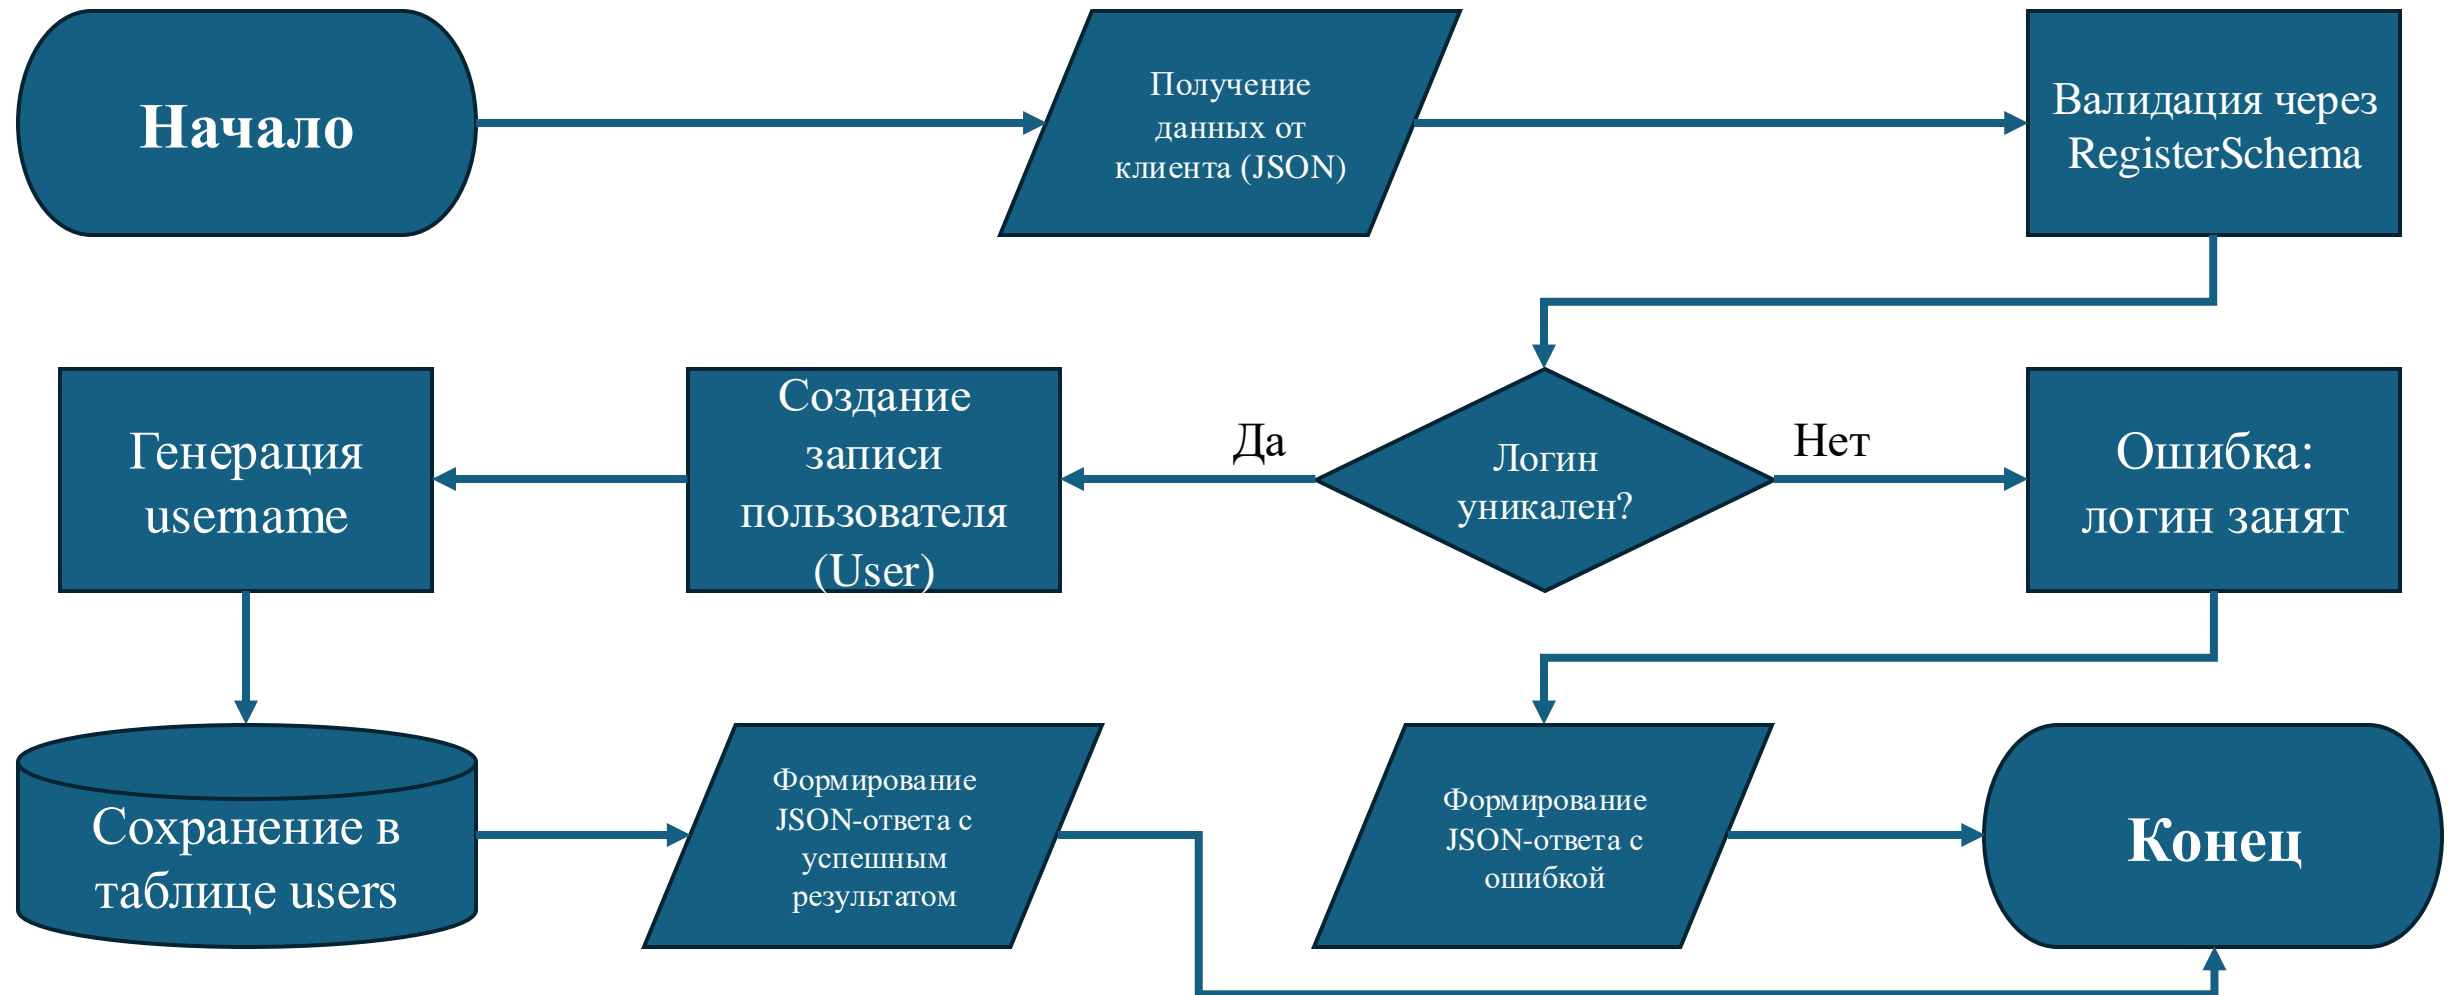 Начало
Получение
данных от
клиента (JSON)
Валидация через
RegisterSchema
Генерация
username
Создание
записи
пользователя
(User)
Да
Логин
уникален?
Нет
Ошибка:
логин занят
Сохранение в
таблице users
Формирование
JSON-ответа с
успешным
результатом
Формирование
JSON-ответа с
ошибкой
Конец